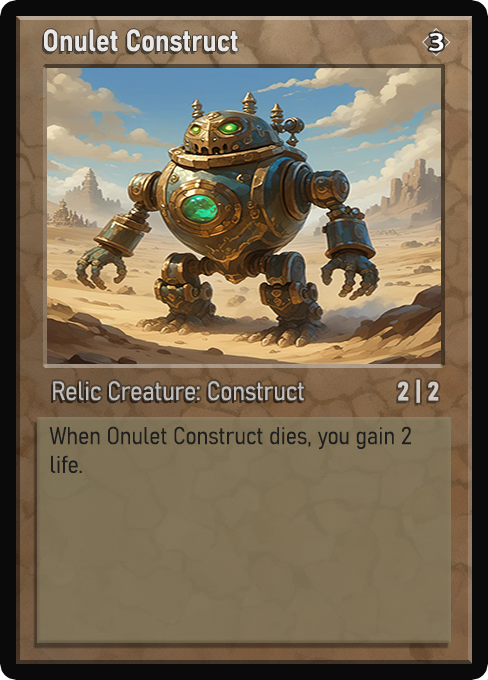 Onulet Construct 3
Relic Creature: Construct 2|2
When Onulet Construct dies, you gain 2
life.